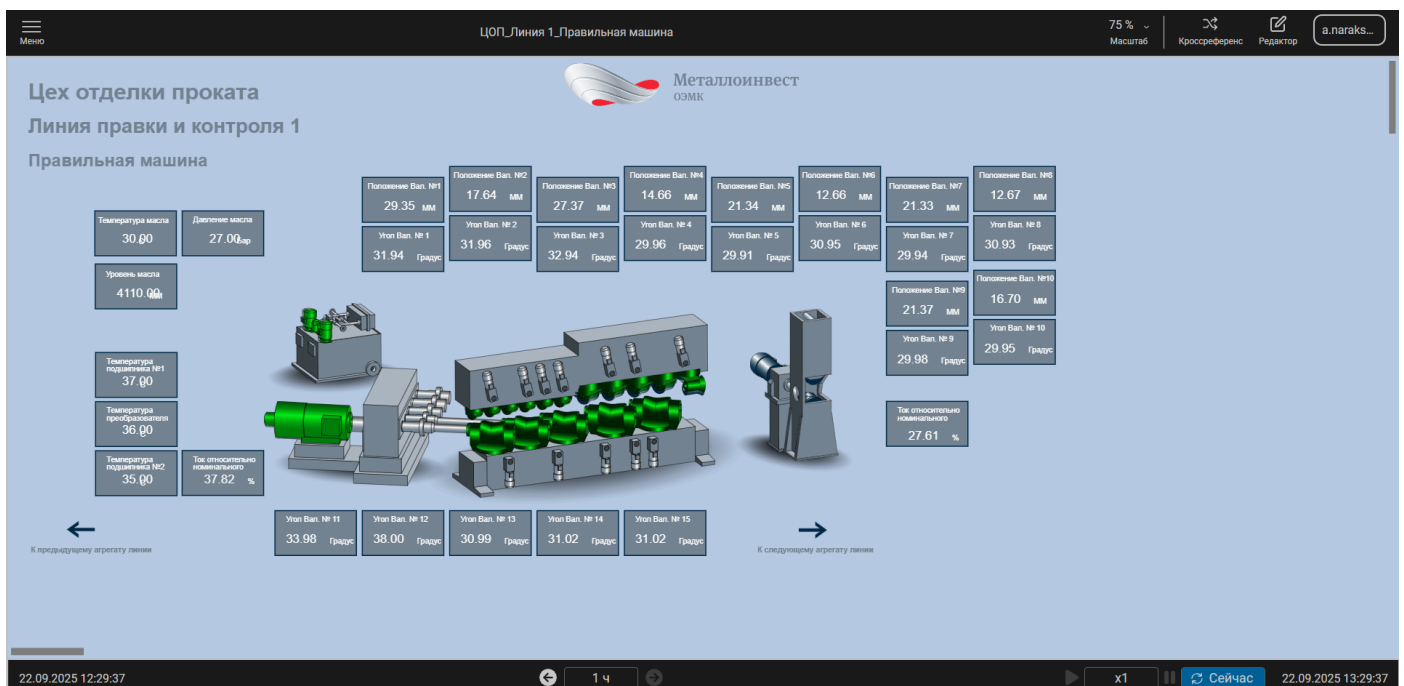 Меню
ЦОП_Линия 1_Правильная машина
75 %
Масштаб
Кроссреференс
Редактор
a.naraks...
Цех отделки проката
Линия правки и контроля 1
Правильная машина
Металлоинвест
ОЭМК
Температура масла
30.00
Давление масла
27.00 бар
Уровень масла
4110.00 мм
Положение Вал. №1
29.35 мм
Угол Вал. № 1
31.94 Градус
Положение Вал. №2
17.64 мм
Угол Вал. № 2
31.96 Градус
Положение Вал. №3
27.37 мм
Угол Вал. № 3
32.94 Градус
Положение Вал. №4
14.66 мм
Угол Вал. № 4
29.96 Градус
Положение Вал. №5
21.34 мм
Угол Вал. № 5
29.91 Градус
Положение Вал. №6
12.66 мм
Угол Вал. № 6
30.95 Градус
Положение Вал. №7
21.33 мм
Угол Вал. № 7
29.94 Градус
Положение Вал. №8
12.67 мм
Угол Вал. № 8
30.93 Градус
Положение Вал. №9
21.37 мм
Угол Вал. № 9
29.98 Градус
Положение Вал. №10
16.70 мм
Угол Вал. № 10
29.95 Градус
Температура
подшипника №1
37.00
Температура
преобразователя
36.00
Температура
подшипника №2
35.00
Ток относительно
номинального
37.82 %
Ток относительно
номинального
27.61 %
Угол Вал. № 11
33.98 Градус
Угол Вал. № 12
38.00 Градус
Угол Вал. № 13
30.99 Градус
Угол Вал. № 14
31.02 Градус
Угол Вал. № 15
31.02 Градус
К предыдущему агрегату линии
К следующему агрегату линии
22.09.2025 12:29:37
1 ч
x1
Сейчас
22.09.2025 13:29:37